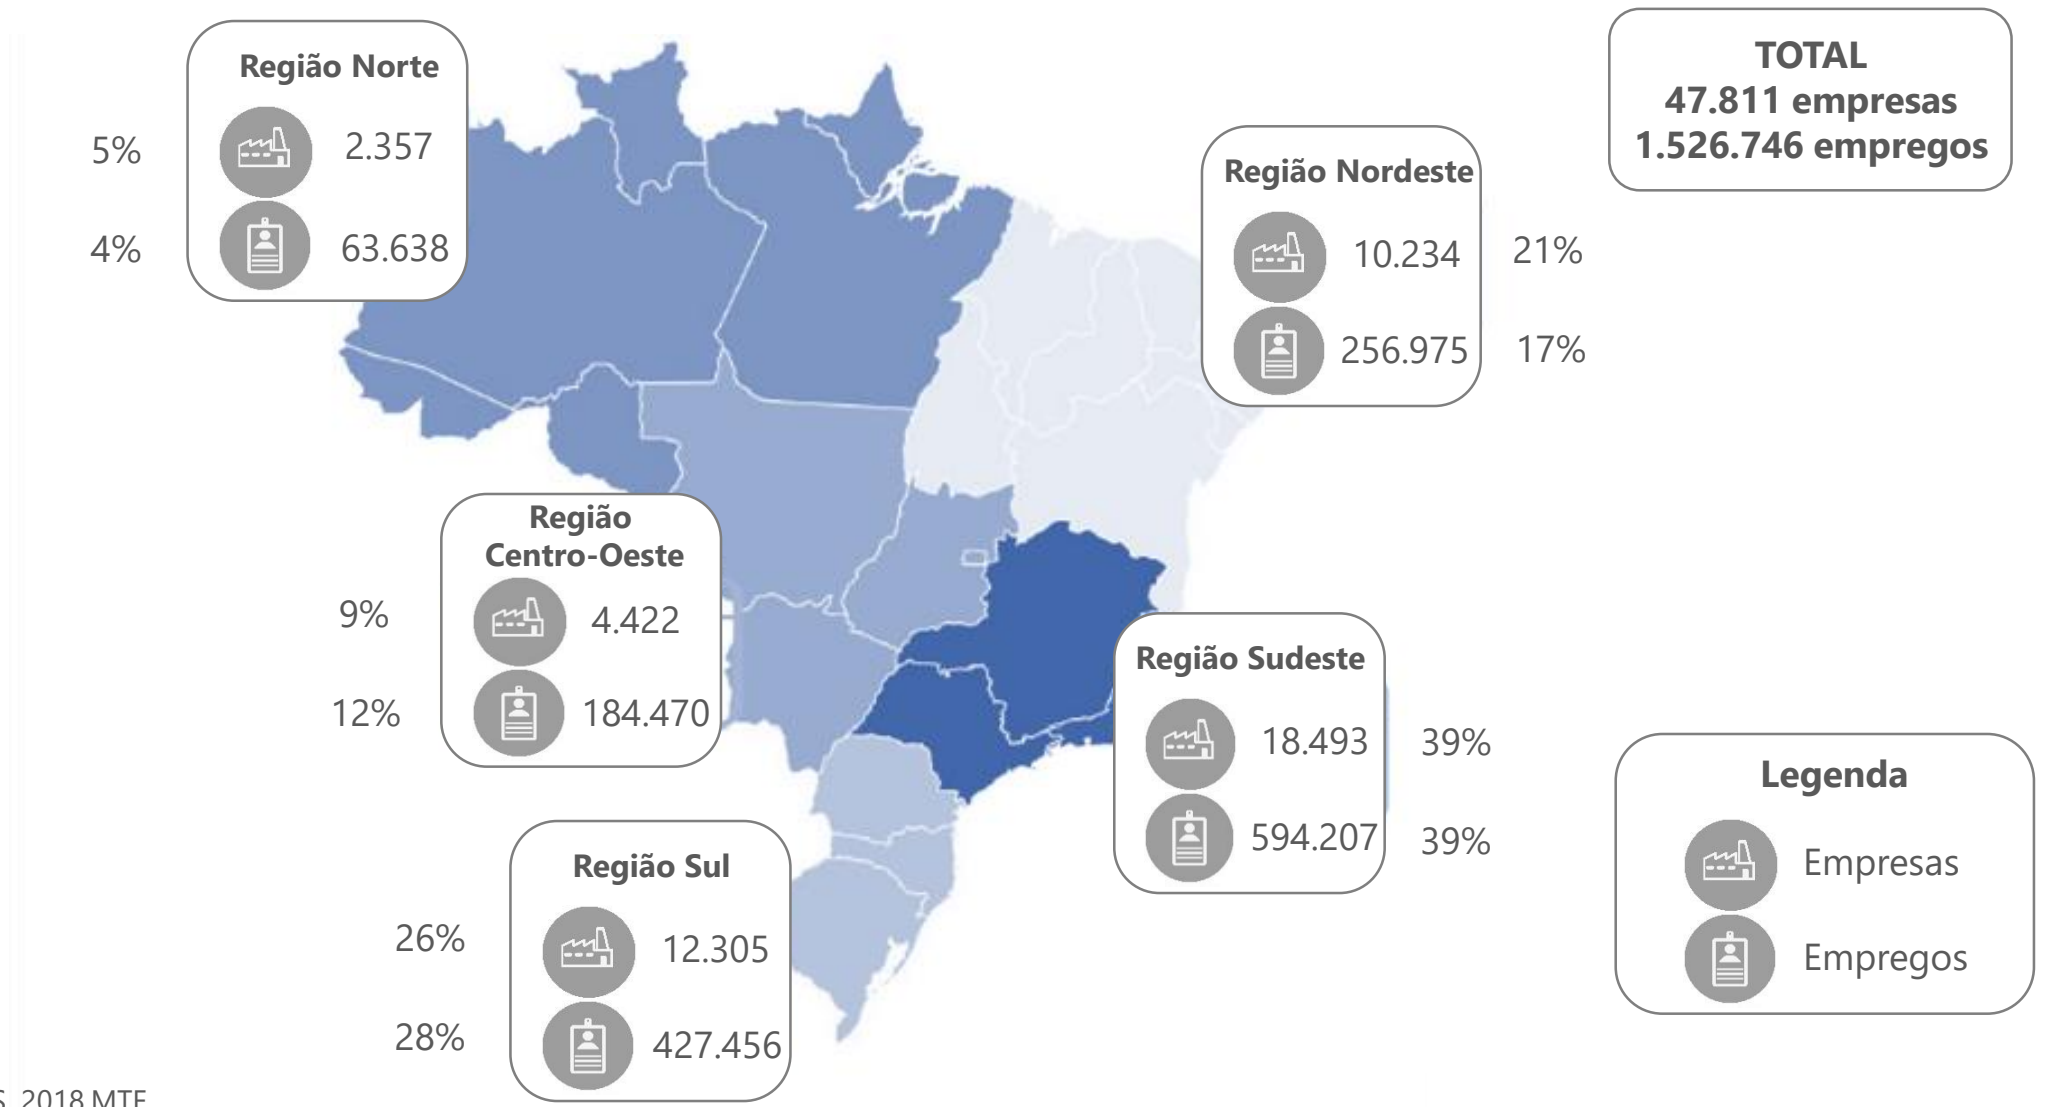 Região Norte
5%
2.357
4%
63.638
TOTAL
47.811 empresas
1.526.746 empregos
Região Nordeste
10.234
21%
256.975
17%
Região
Centro-Oeste
9%
4.422
12%
184.470
Região Sudeste
18.493
39%
594.207
39%
Região Sul
26%
12.305
28%
427.456
Legenda
Empresas
Empregos
2018 MTE